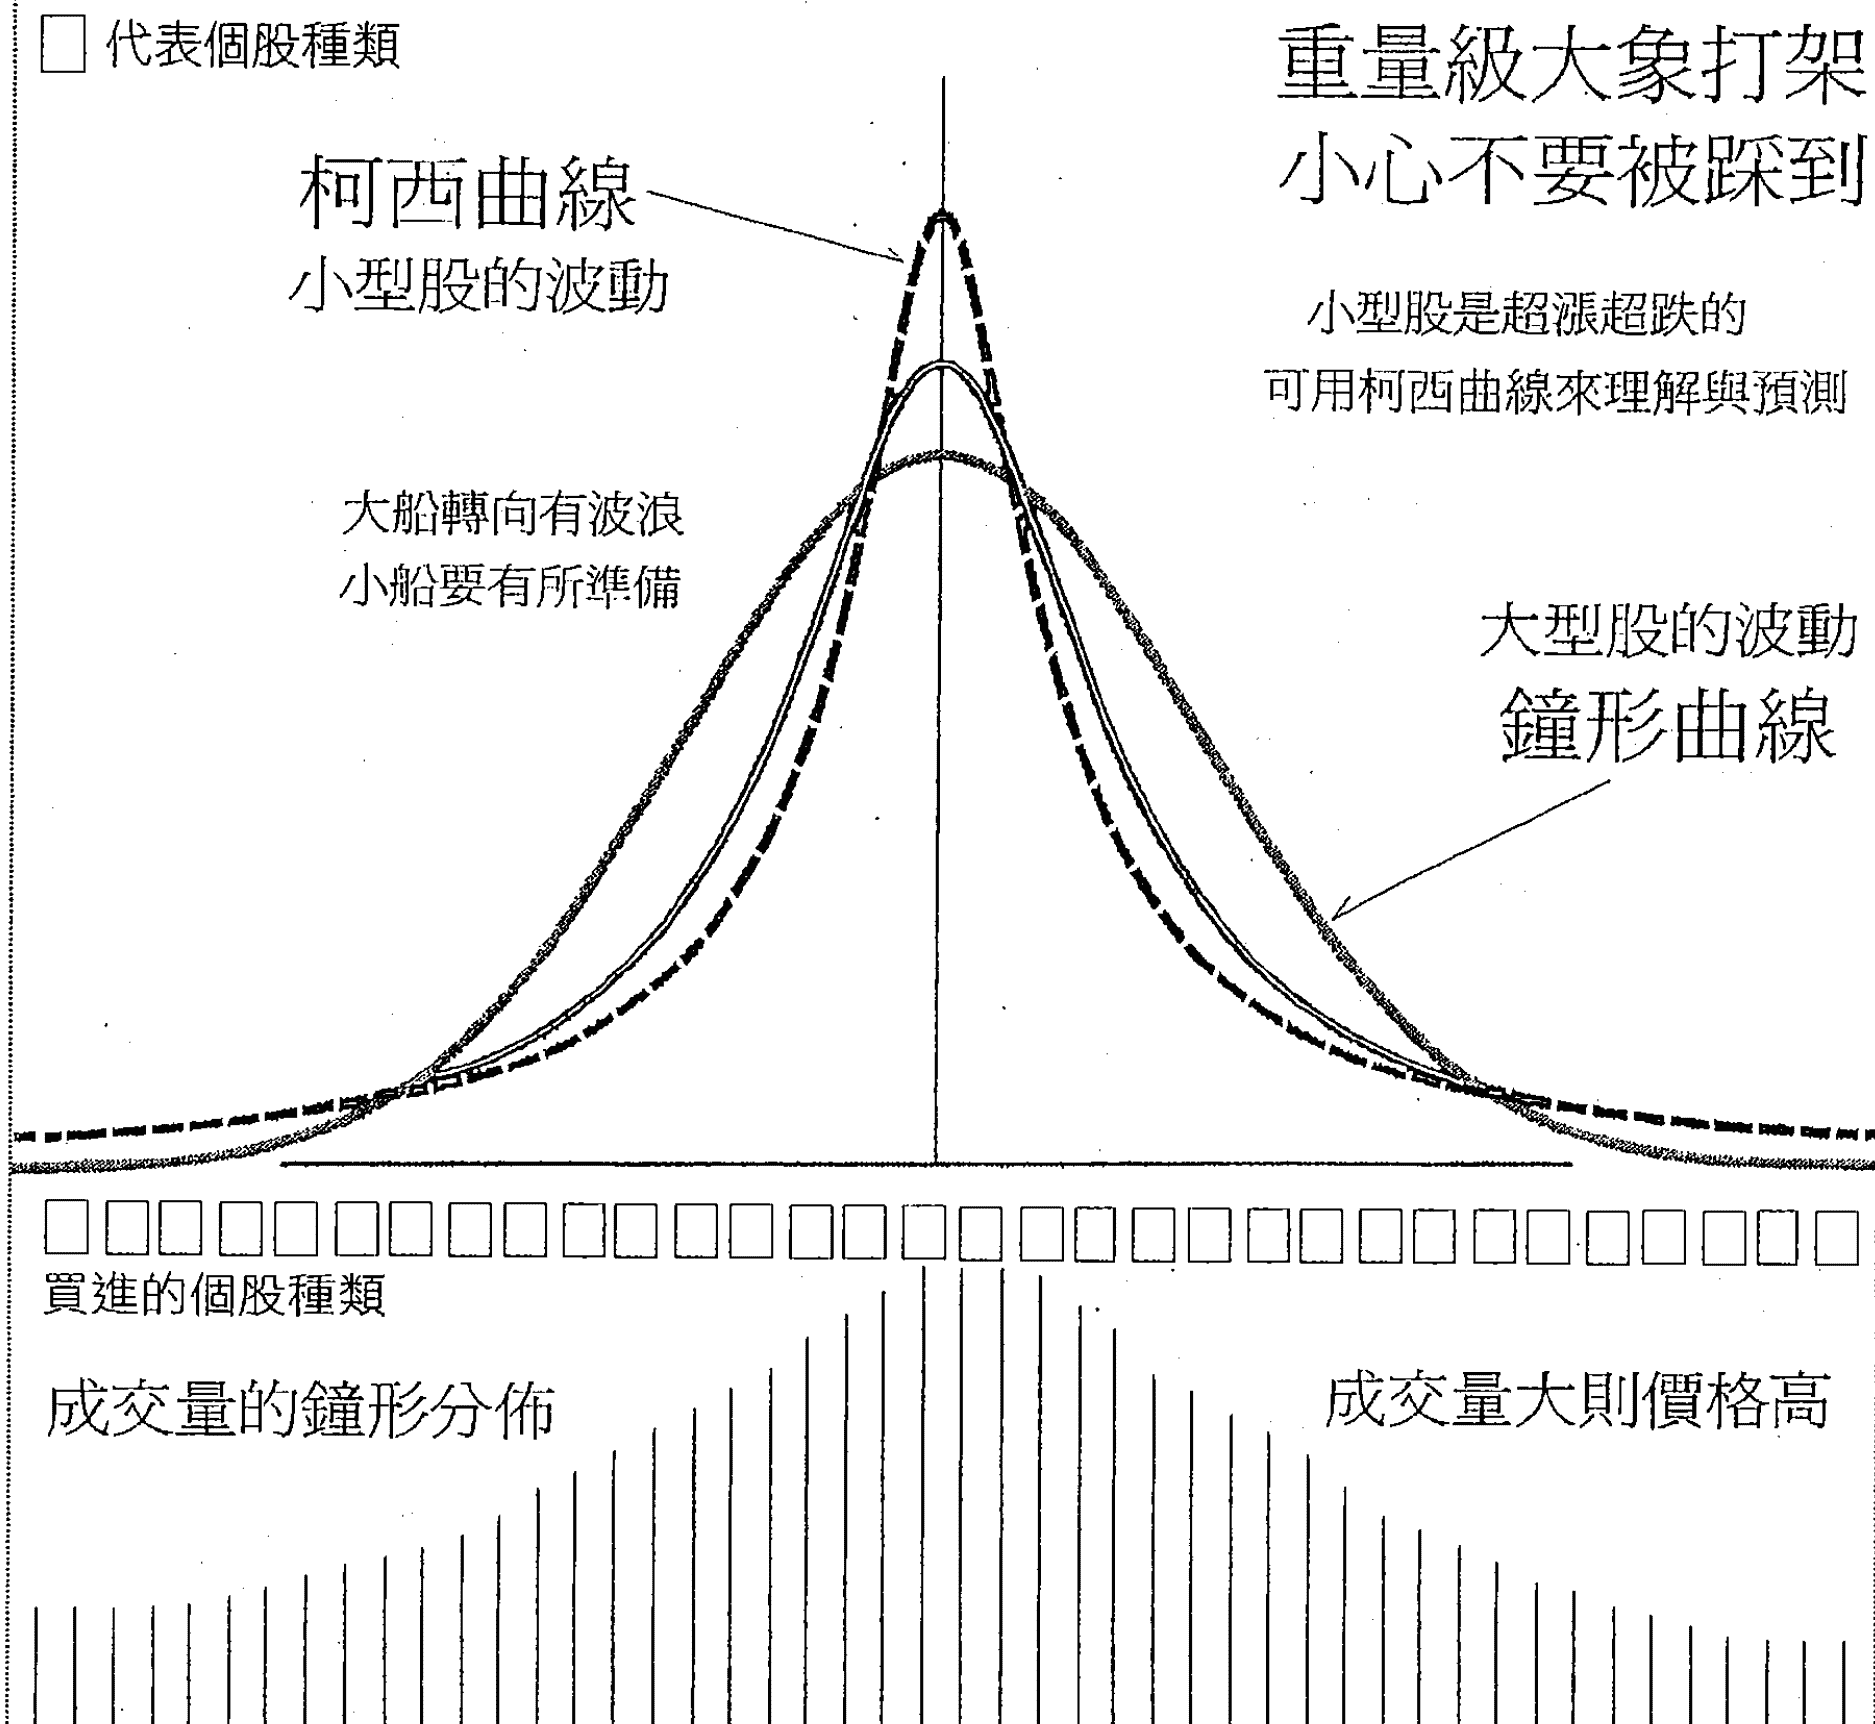 代表個股種類
重量級大象打架
小心不要被踩到
柯西曲線
小型股的波動
小型股是超漲超跌的
可用柯西曲線來理解與預測
大船轉向有波浪
小船要有所準備
大型股的波動
鐘形曲線
買進的個股種類
成交量的鐘形分佈
成交量大則價格高